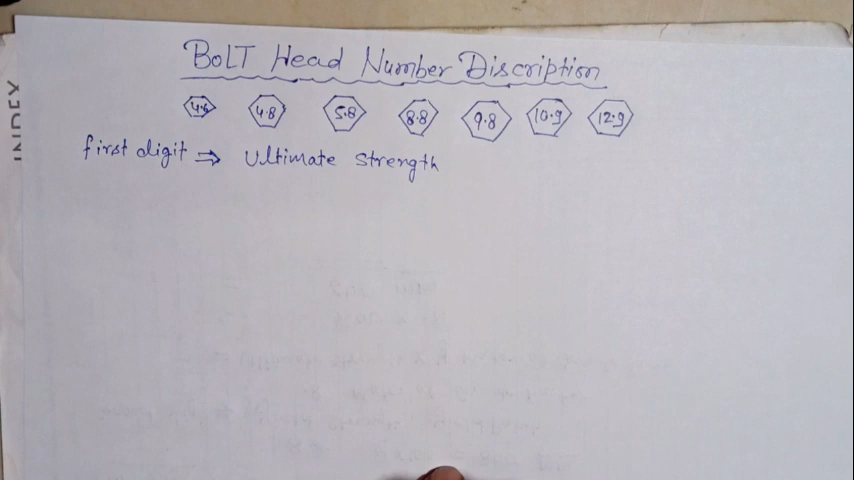 BOLT Head Number Discription
4.6 4.8 5.8 8.8 9.8 10.9 12.9
first digit ⇒ Ultimate Strength
INDEX